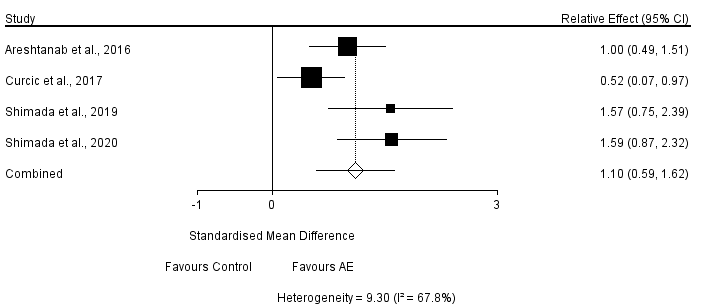 Study Relative Effect (95% CI)
Areshtanab et al., 2016 1.00 (0.49, 1.51)
Curcic et al., 2017 0.52 (0.07, 0.97)
Shimada et al., 2019 1.57 (0.75, 2.39)
Shimada et al., 2020 1.59 (0.87, 2.32)
Combined 1.10 (0.59, 1.62)
-1 0 3
Standardised Mean Difference
Favours Control Favours AE
Heterogeneity = 9.30 (I² = 67.8%)